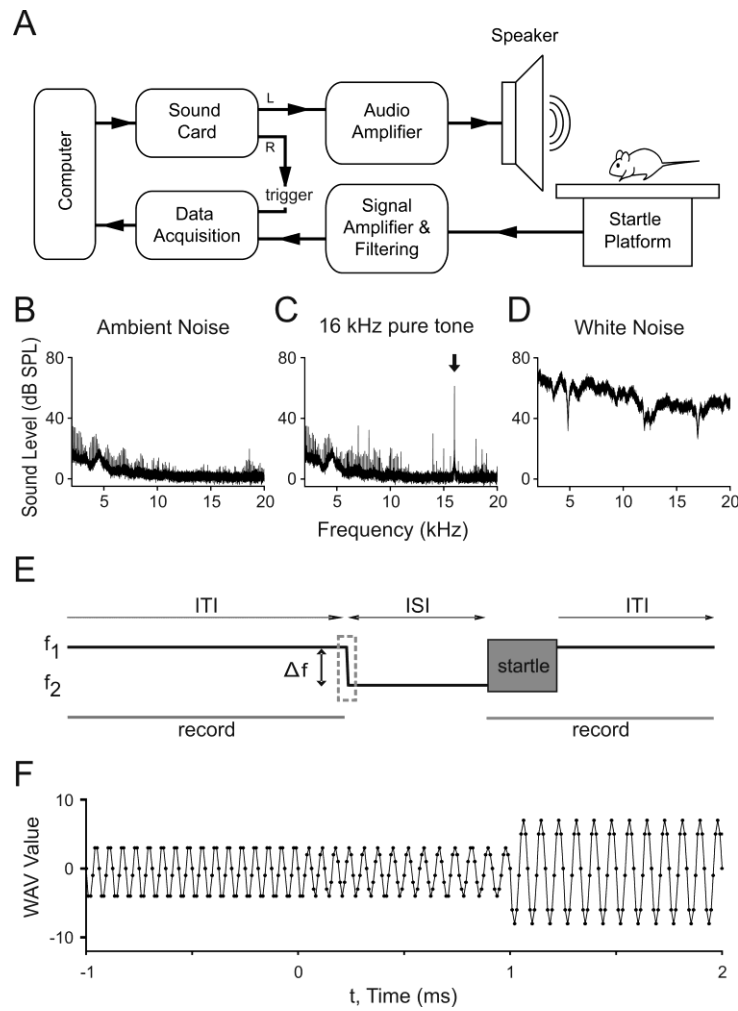 A
Speaker
Computer
Sound
Card
L
R
trigger
Audio
Amplifier
Data
Acquisition
Signal
Amplifier &
Filtering
Startle
Platform
B
Ambient Noise
C
16 kHz pure tone
D
White Noise
Sound Level (dB SPL)
80
40
0
5
10
15
20
80
40
0
5
10
15
20
80
40
0
5
10
15
20
Frequency (kHz)
E
ITI
ISI
ITI
f1
Δf
f2
startle
record
record
F
WAV Value
10
0
-10
-1
0
1
2
t, Time (ms)